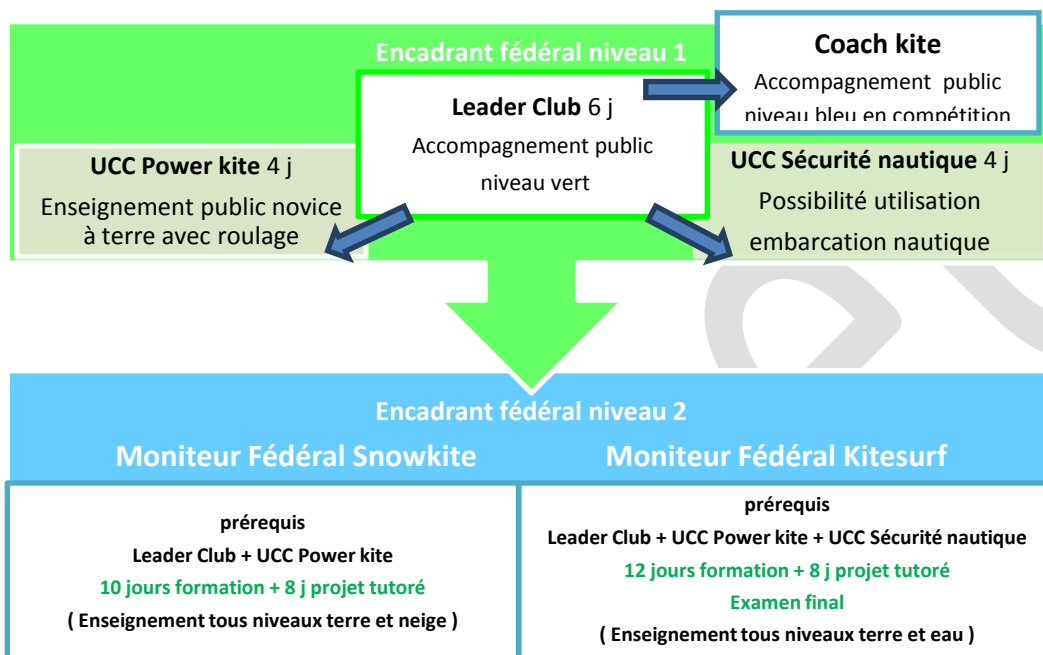 Encadrant fédéral niveau 1
Coach kite
Accompagnement public
niveau bleu en compétition
Leader Club 6 j
Accompagnement public
niveau vert
UCC Power kite 4 j
Enseignement public novice
à terre avec roulage
UCC Sécurité nautique 4 j
Possibilité utilisation
embarcation nautique
Encadrant fédéral niveau 2
Moniteur Fédéral Snowkite
prérequis
Leader Club + UCC Power kite
10 jours formation + 8 j projet tutoré
( Enseignement tous niveaux terre et neige )
Moniteur Fédéral Kitesurf
prérequis
Leader Club + UCC Power kite + UCC Sécurité nautique
12 jours formation + 8 j projet tutoré
Examen final
( Enseignement tous niveaux terre et eau )